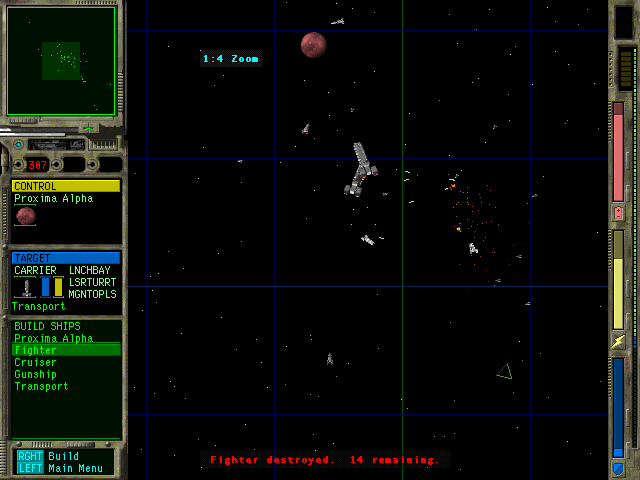 1:4 Zoom
307
CONTROL
Proxima Alpha
TARGET
CARRIER LNCHBAY
LSRTURRT
MGNTOPLS
Transport
BUILD SHIPS
Proxima Alpha
Fighter
Cruiser
Gunship
Transport
RGHT Build
LEFT Main Menu
Fighter destroyed. 14 remaining.